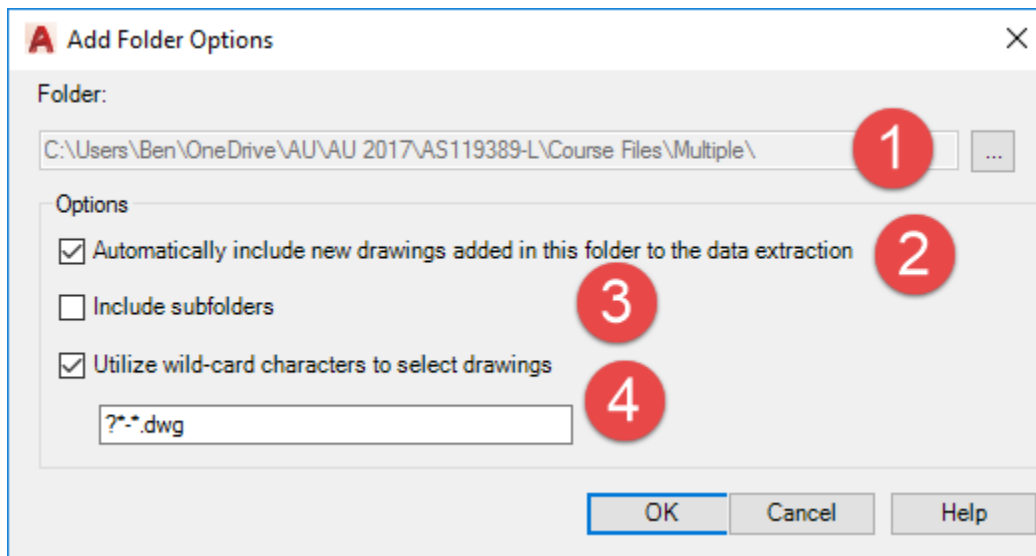 Add Folder Options
Folder:
C:\Users\Ben\OneDrive\AU\AU 2017\AS119389-L\Course Files\Multiple\ 1 ...
Options
Automatically include new drawings added in this folder to the data extraction 2
Include subfolders 3
Utilize wild-card characters to select drawings
4
?*-*.dwg
OK Cancel Help